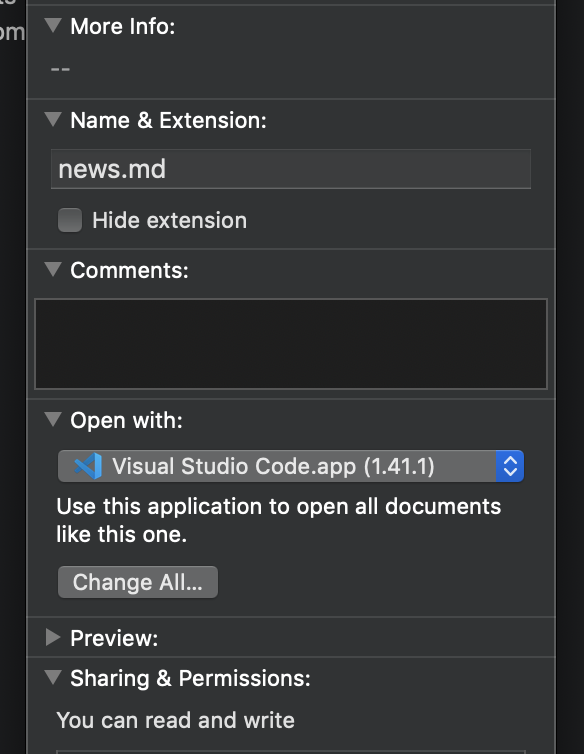 om
More Info:
--
Name & Extension:
news.md
Hide extension
Comments:
Open with:
Visual Studio Code.app (1.41.1)
Use this application to open all documents
like this one.
Change All...
Preview:
Sharing & Permissions:
You can read and write